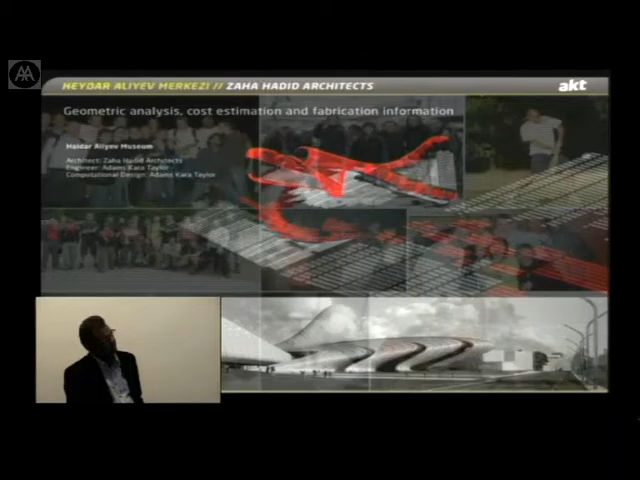 AA
HEYDAR ALIYEV MERKEZI // ZAHA HADID ARCHITECTS
akt
Geometric analysis, cost estimation and fabrication information
Haidar Aliyev Museum
Architect: Zaha Hadid Architects
Engineer: Adams Kara Taylor
Computational Design: Adams Kara Taylor